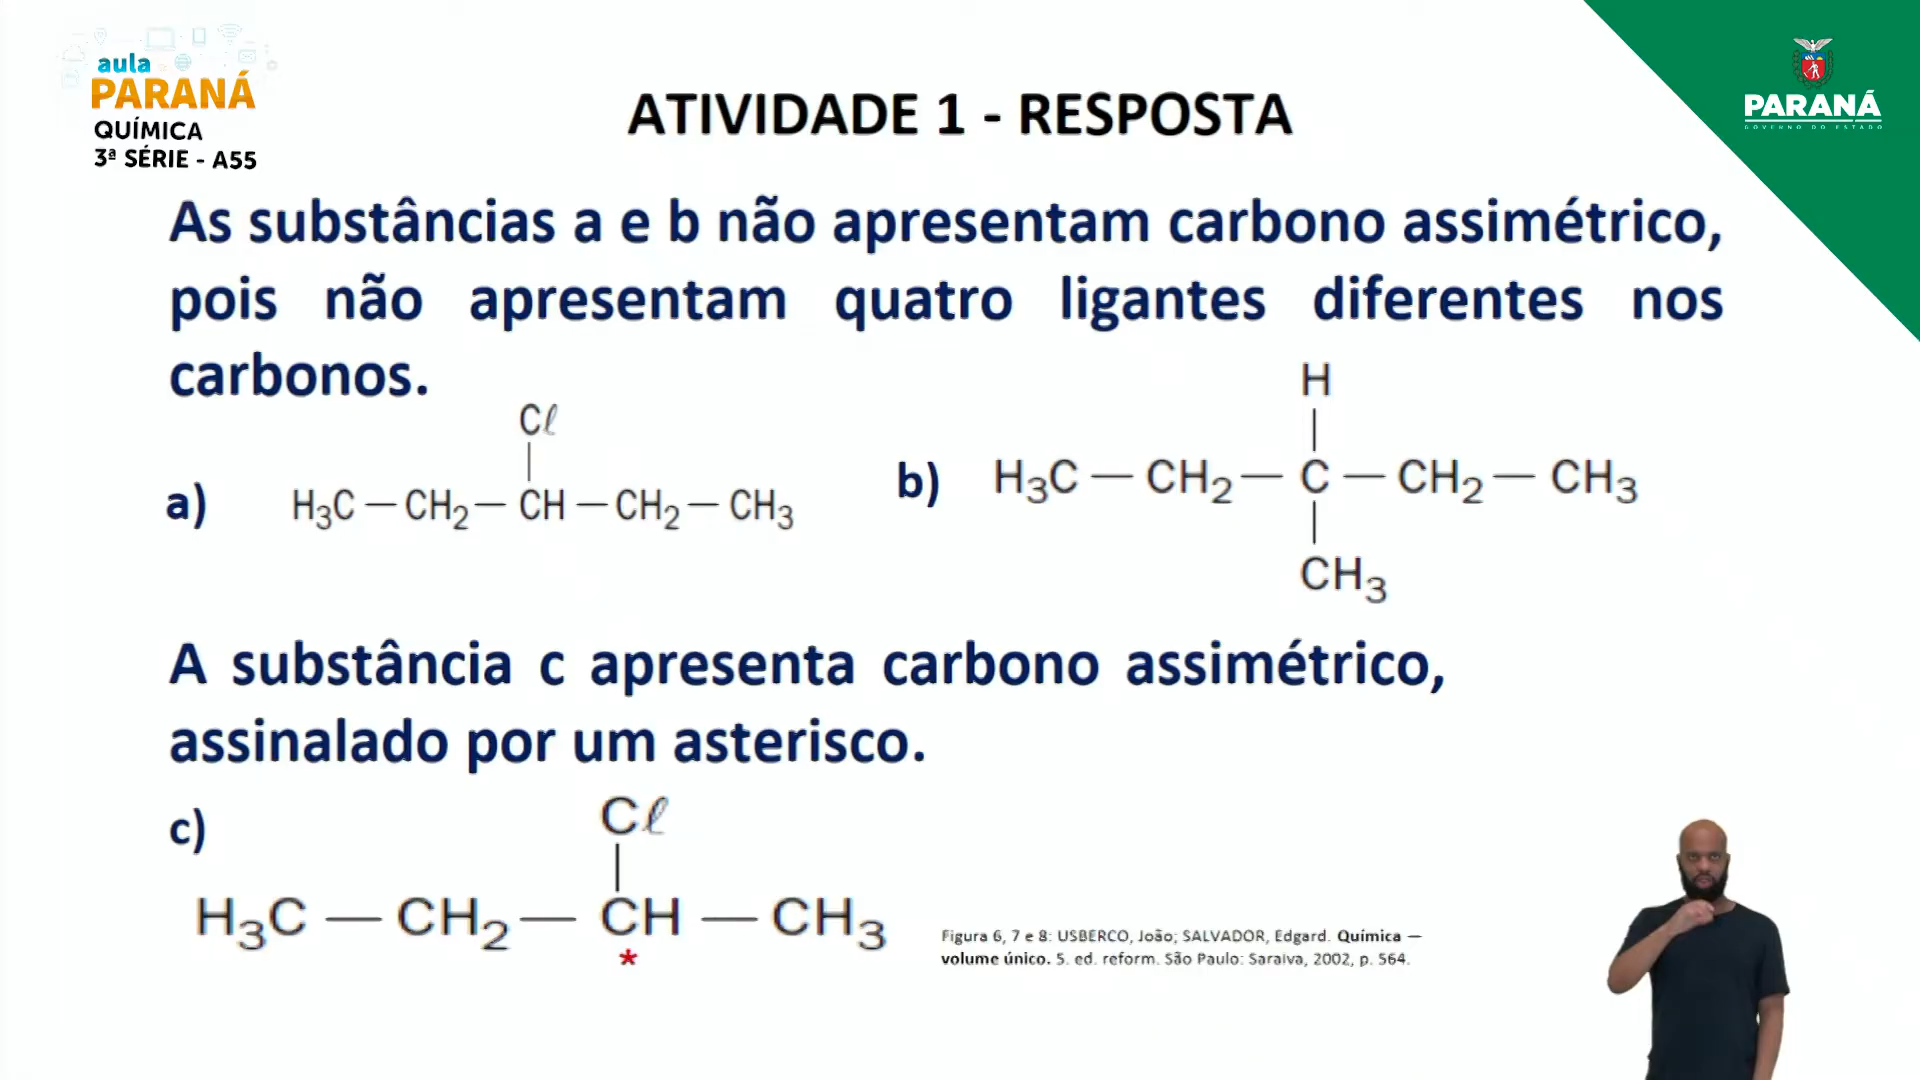 aula
PARANÁ
QUÍMICA
3ª SÉRIE - A55
ATIVIDADE 1 - RESPOSTA
PARANÁ
GOVERNO DO ESTADO
As substâncias a e b não apresentam carbono assimétrico,
pois não apresentam quatro ligantes diferentes nos
carbonos.
a)
Cℓ
|
H₃C — CH₂ — CH — CH₂ — CH₃
b)
H
|
H₃C — CH₂ — C — CH₂ — CH₃
|
CH₃
A substância c apresenta carbono assimétrico,
assinalado por um asterisco.
c)
Cℓ
|
H₃C — CH₂ — CH — CH₃
*
Figura 6, 7 e 8: USBERCO, João; SALVADOR, Edgard. Química —
volume único. 5. ed. reform. São Paulo: Saraiva, 2002, p. 564.